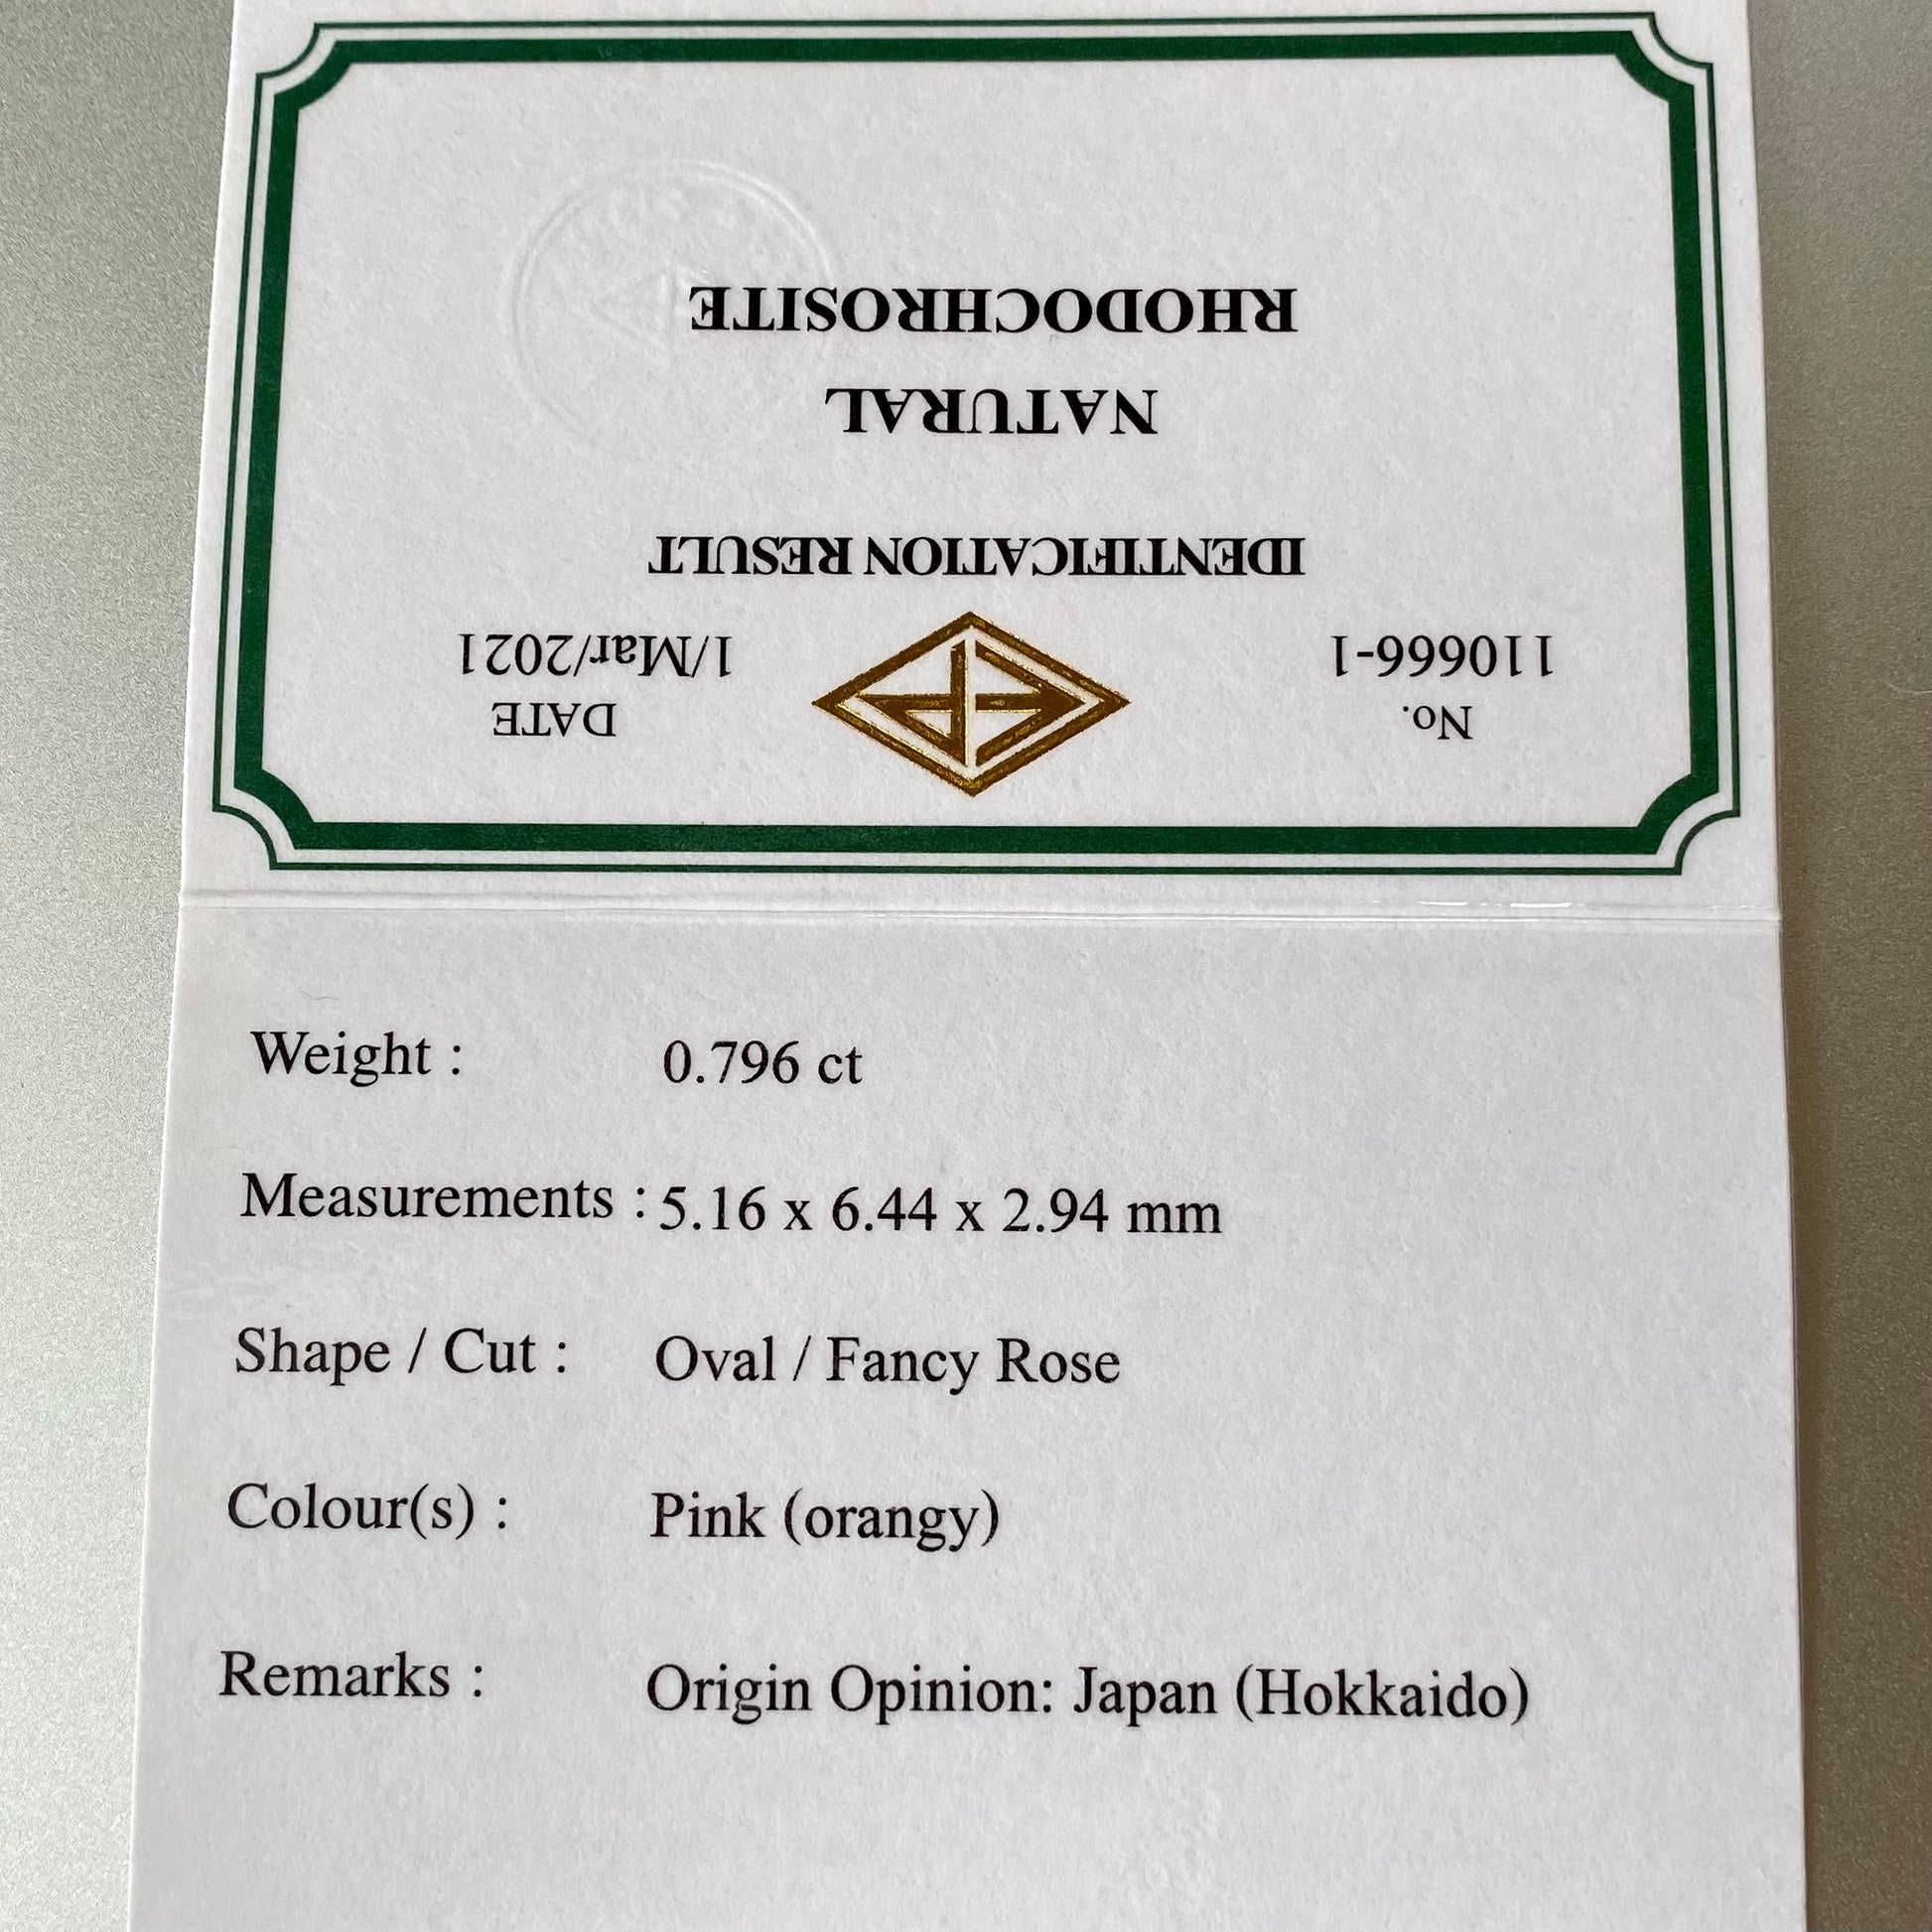 No. DATE
110666-1 1/Mar/2021
IDENTIFICATION RESULT
NATURAL
RHODOCHROSITE
Weight : 0.796 ct
Measurements : 5.16 x 6.44 x 2.94 mm
Shape / Cut : Oval / Fancy Rose
Colour(s) : Pink (orangy)
Remarks : Origin Opinion: Japan (Hokkaido)